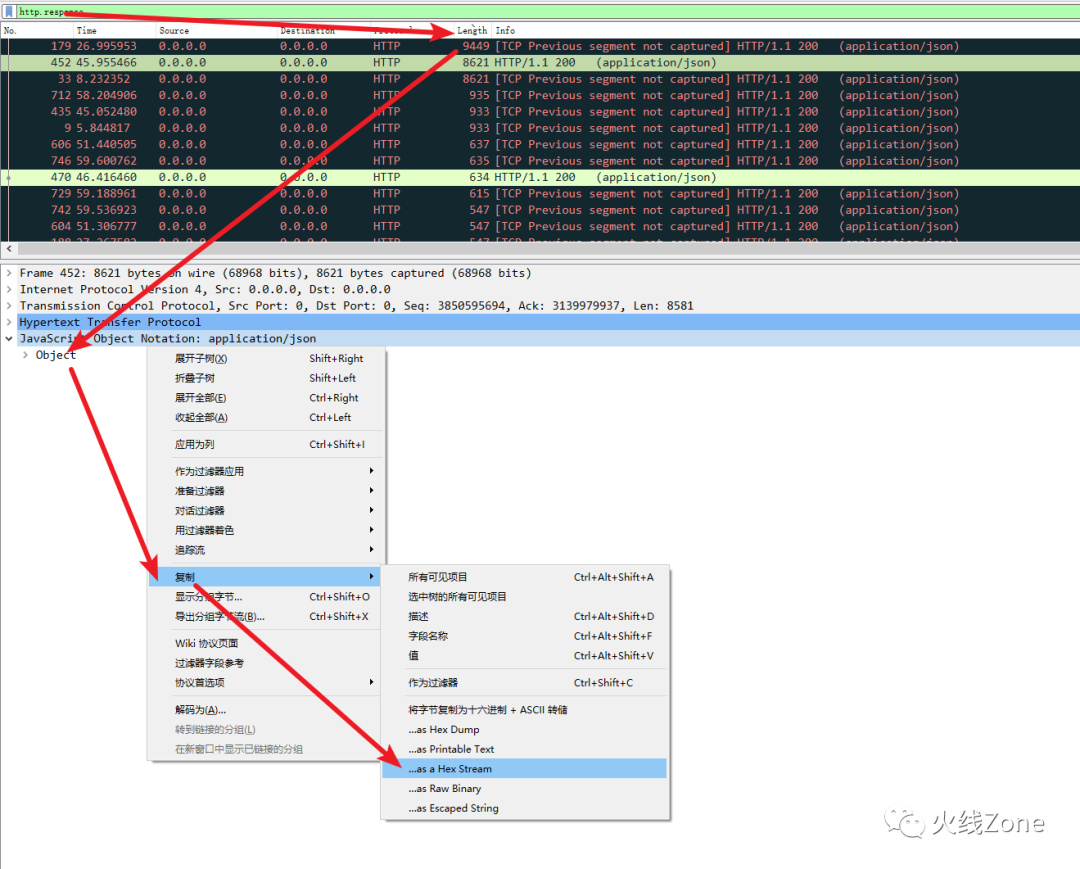 http.response
No. Time Source Destination Length Info
179 26.995953 0.0.0.0 0.0.0.0 HTTP 9449 [TCP Previous segment not captured] HTTP/1.1 200 (application/json)
452 45.955466 0.0.0.0 0.0.0.0 HTTP 8621 HTTP/1.1 200 (application/json)
33 8.232352 0.0.0.0 0.0.0.0 HTTP 8621 [TCP Previous segment not captured] HTTP/1.1 200 (application/json)
712 58.204906 0.0.0.0 0.0.0.0 HTTP 935 [TCP Previous segment not captured] HTTP/1.1 200 (application/json)
435 45.052480 0.0.0.0 0.0.0.0 HTTP 933 [TCP Previous segment not captured] HTTP/1.1 200 (application/json)
9 5.844817 0.0.0.0 0.0.0.0 HTTP 933 [TCP Previous segment not captured] HTTP/1.1 200 (application/json)
606 51.440505 0.0.0.0 0.0.0.0 HTTP 637 [TCP Previous segment not captured] HTTP/1.1 200 (application/json)
746 59.600762 0.0.0.0 0.0.0.0 HTTP 635 [TCP Previous segment not captured] HTTP/1.1 200 (application/json)
470 46.416460 0.0.0.0 0.0.0.0 HTTP 634 HTTP/1.1 200 (application/json)
729 59.188961 0.0.0.0 0.0.0.0 HTTP 615 [TCP Previous segment not captured] HTTP/1.1 200 (application/json)
742 59.536923 0.0.0.0 0.0.0.0 HTTP 547 [TCP Previous segment not captured] HTTP/1.1 200 (application/json)
604 51.306777 0.0.0.0 0.0.0.0 HTTP 547 [TCP Previous segment not captured] HTTP/1.1 200 (application/json)
Frame 452: 8621 bytes on wire (68968 bits), 8621 bytes captured (68968 bits)
Internet Protocol Version 4, Src: 0.0.0.0, Dst: 0.0.0.0
Transmission Control Protocol, Src Port: 0, Dst Port: 0, Seq: 3850595694, Ack: 3139979937, Len: 8581
Hypertext Transfer Protocol
JavaScript Object Notation: application/json
Object
展开子树(X) Shift+Right
折叠子树 Shift+Left
展开全部(E) Ctrl+Right
收起全部(A) Ctrl+Left
应用为列 Ctrl+Shift+I
作为过滤器应用
准备过滤器
对话过滤器
用过滤器着色
追踪流
复制
显示分组字节... Ctrl+Shift+O
导出分组字节流(B)... Ctrl+Shift+X
Wiki 协议页面
过滤器字段参考
协议首选项
解码为(A)...
转到链接的分组(L)
在新窗口中显示已链接的分组
所有可见项目 Ctrl+Alt+Shift+A
选中树的所有可见项目
描述 Ctrl+Alt+Shift+D
字段名称 Ctrl+Alt+Shift+F
值 Ctrl+Alt+Shift+V
作为过滤器 Ctrl+Shift+C
将字节复制为十六进制 + ASCII 转储
...as Hex Dump
...as Printable Text
...as a Hex Stream
...as Raw Binary
...as Escaped String
火线Zone